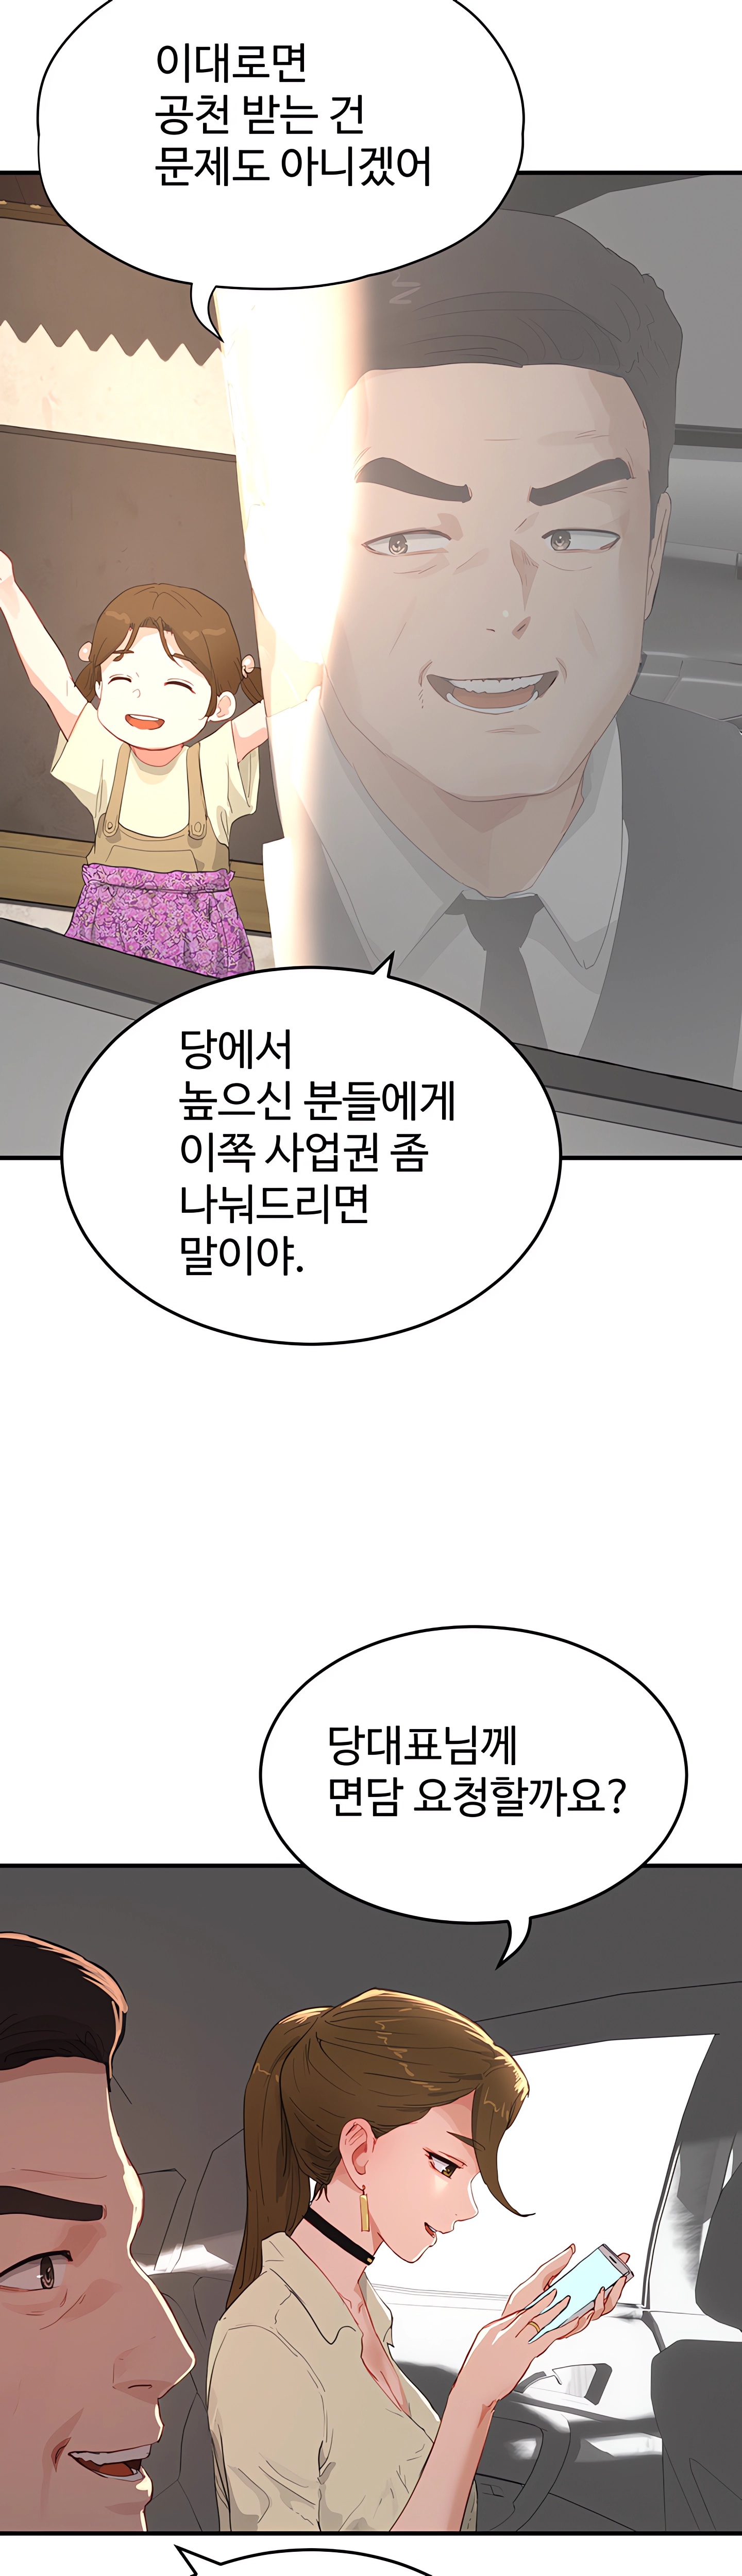 이대로면
공천 받는 건
문제도 아니겠어
당에서
높으신 분들에게
이쪽 사업권 좀
나눠드리면
말이야.
당대표님께
면담 요청할까요?